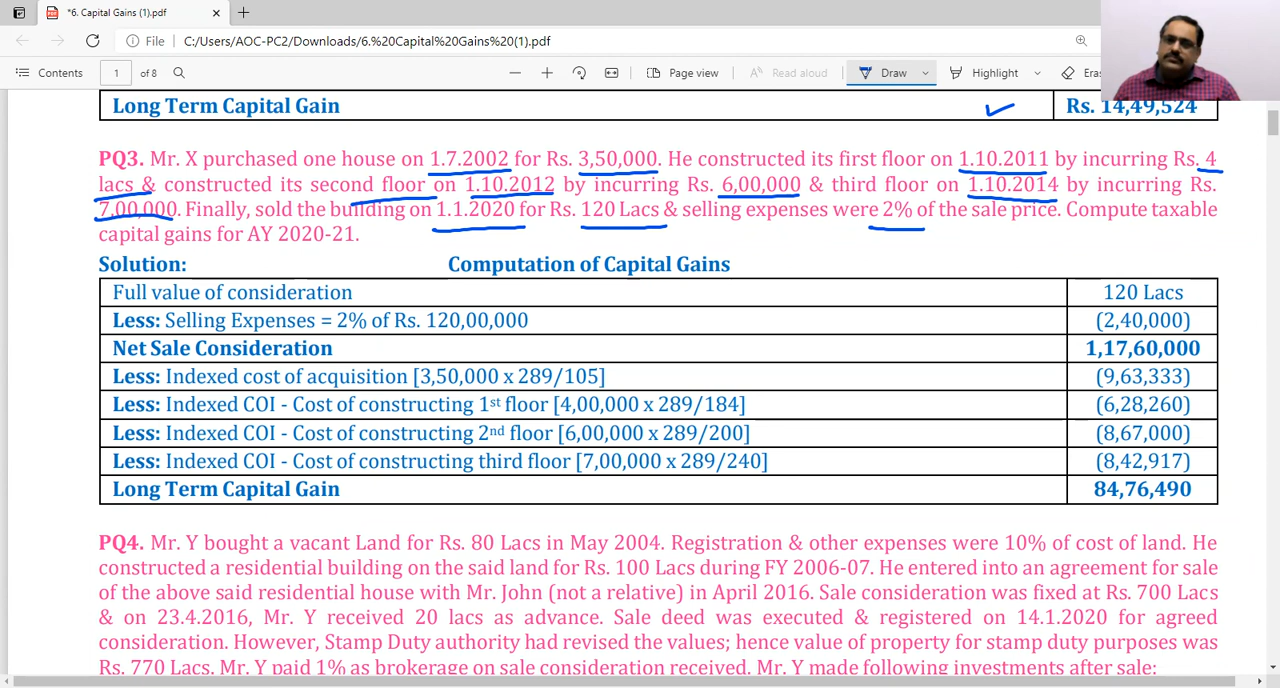 *6. Capital Gains (1).pdf
File
C:/Users/AOC-PC2/Downloads/6.%20Capital%20Gains%20(1).pdf
Contents
1
of 8
Page view
Read aloud
Draw
Highlight
Long Term Capital Gain
Rs. 14,49,524
PQ3. Mr. X purchased one house on 1.7.2002 for Rs. 3,50,000. He constructed its first floor on 1.10.2011 by incurring Rs. 4
lacs & constructed its second floor on 1.10.2012 by incurring Rs. 6,00,000 & third floor on 1.10.2014 by incurring Rs.
7,00,000. Finally, sold the building on 1.1.2020 for Rs. 120 Lacs & selling expenses were 2% of the sale price. Compute taxable
capital gains for AY 2020-21.
Solution: Computation of Capital Gains
Full value of consideration 120 Lacs
Less: Selling Expenses = 2% of Rs. 120,00,000 (2,40,000)
Net Sale Consideration 1,17,60,000
Less: Indexed cost of acquisition [3,50,000 x 289/105] (9,63,333)
Less: Indexed COI - Cost of constructing 1st floor [4,00,000 x 289/184] (6,28,260)
Less: Indexed COI - Cost of constructing 2nd floor [6,00,000 x 289/200] (8,67,000)
Less: Indexed COI - Cost of constructing third floor [7,00,000 x 289/240] (8,42,917)
Long Term Capital Gain 84,76,490
PQ4. Mr. Y bought a vacant Land for Rs. 80 Lacs in May 2004. Registration & other expenses were 10% of cost of land. He
constructed a residential building on the said land for Rs. 100 Lacs during FY 2006-07. He entered into an agreement for sale
of the above said residential house with Mr. John (not a relative) in April 2016. Sale consideration was fixed at Rs. 700 Lacs
& on 23.4.2016, Mr. Y received 20 lacs as advance. Sale deed was executed & registered on 14.1.2020 for agreed
consideration. However, Stamp Duty authority had revised the values; hence value of property for stamp duty purposes was
Rs. 770 Lacs. Mr. Y paid 1% as brokerage on sale consideration received. Mr. Y made following investments after sale: